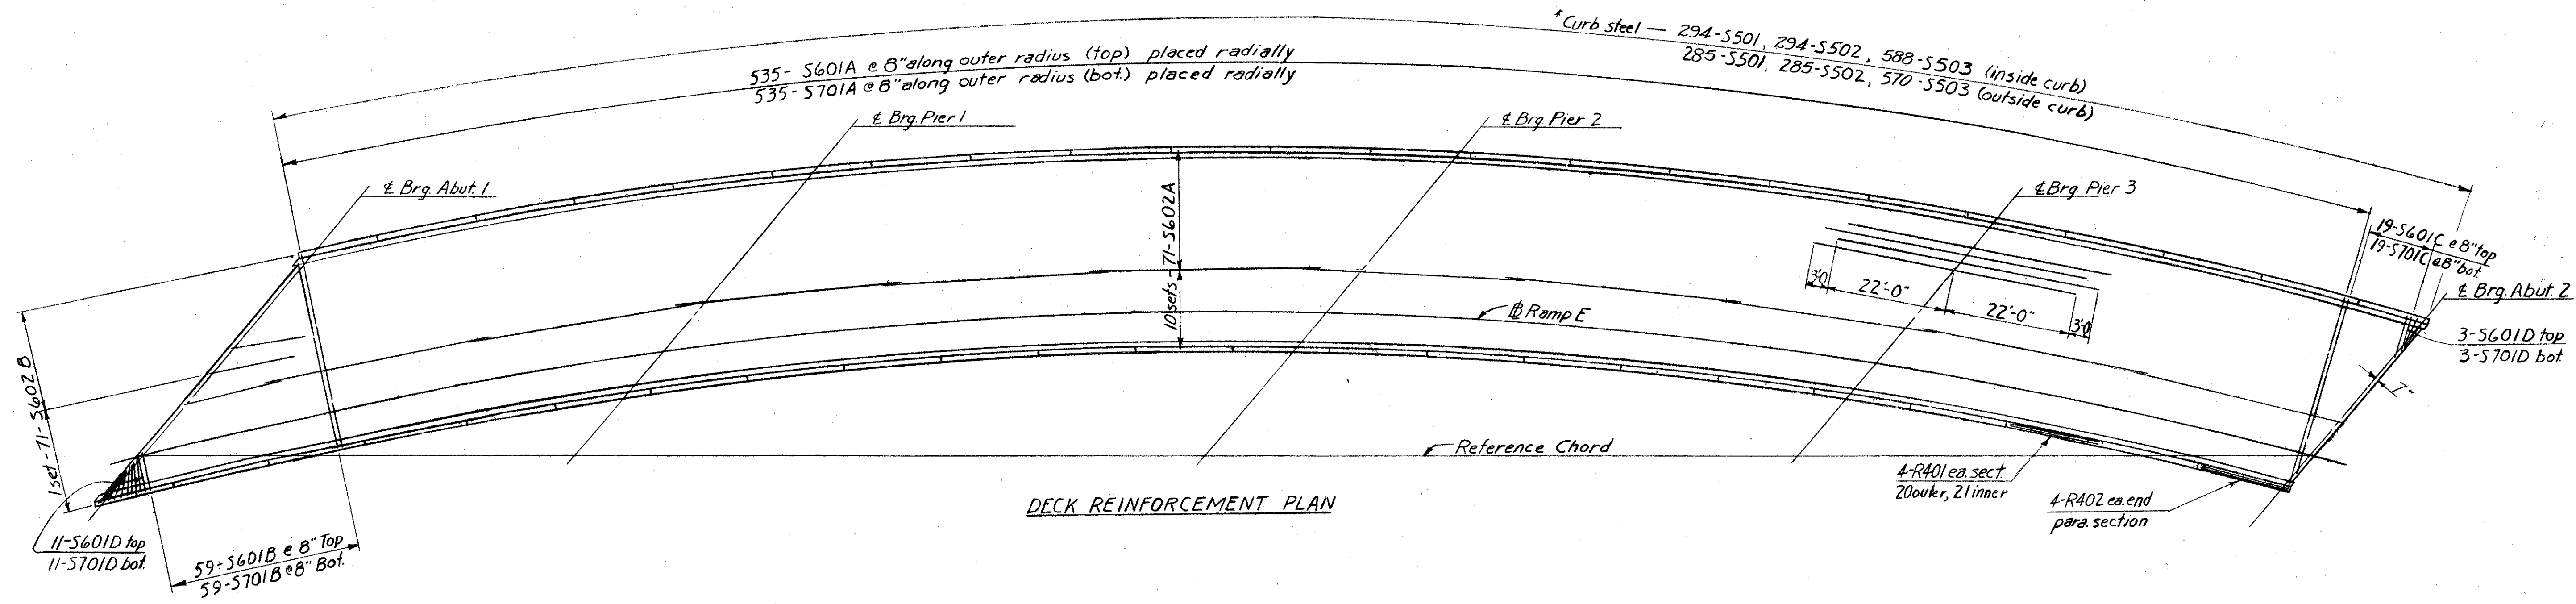 *Curb steel — 294-S501, 294-S502, 588-S503 (inside curb)
285-S501, 285-S502, 570-S503 (outside curb)
535- S601A @ 8"along outer radius (top) placed radially
535- S701A @ 8"along outer radius (bot.) placed radially
℄ Brg. Pier 1
℄ Brg Pier 2
℄ Brg. Abut. 1
℄ Brg. Pier 3
10 sets - 71- S602A
19-S601C @ 8"top
19-S701C @8"bot.
3'0
22'-0"
22'-0"
3'0
℄ Brg. Abut. 2
Ramp E
3-S601D top
3-S701D bot.
7"
1 set - 71- S602B
Reference Chord
4-R401 ea. sect.
20 outer, 21 inner
4-R402 ea. end
para. section
DECK REINFORCEMENT PLAN
11-S601D top
11-S701D bot.
59-S601B @ 8" Top
59-S701B @ 8" Bot.